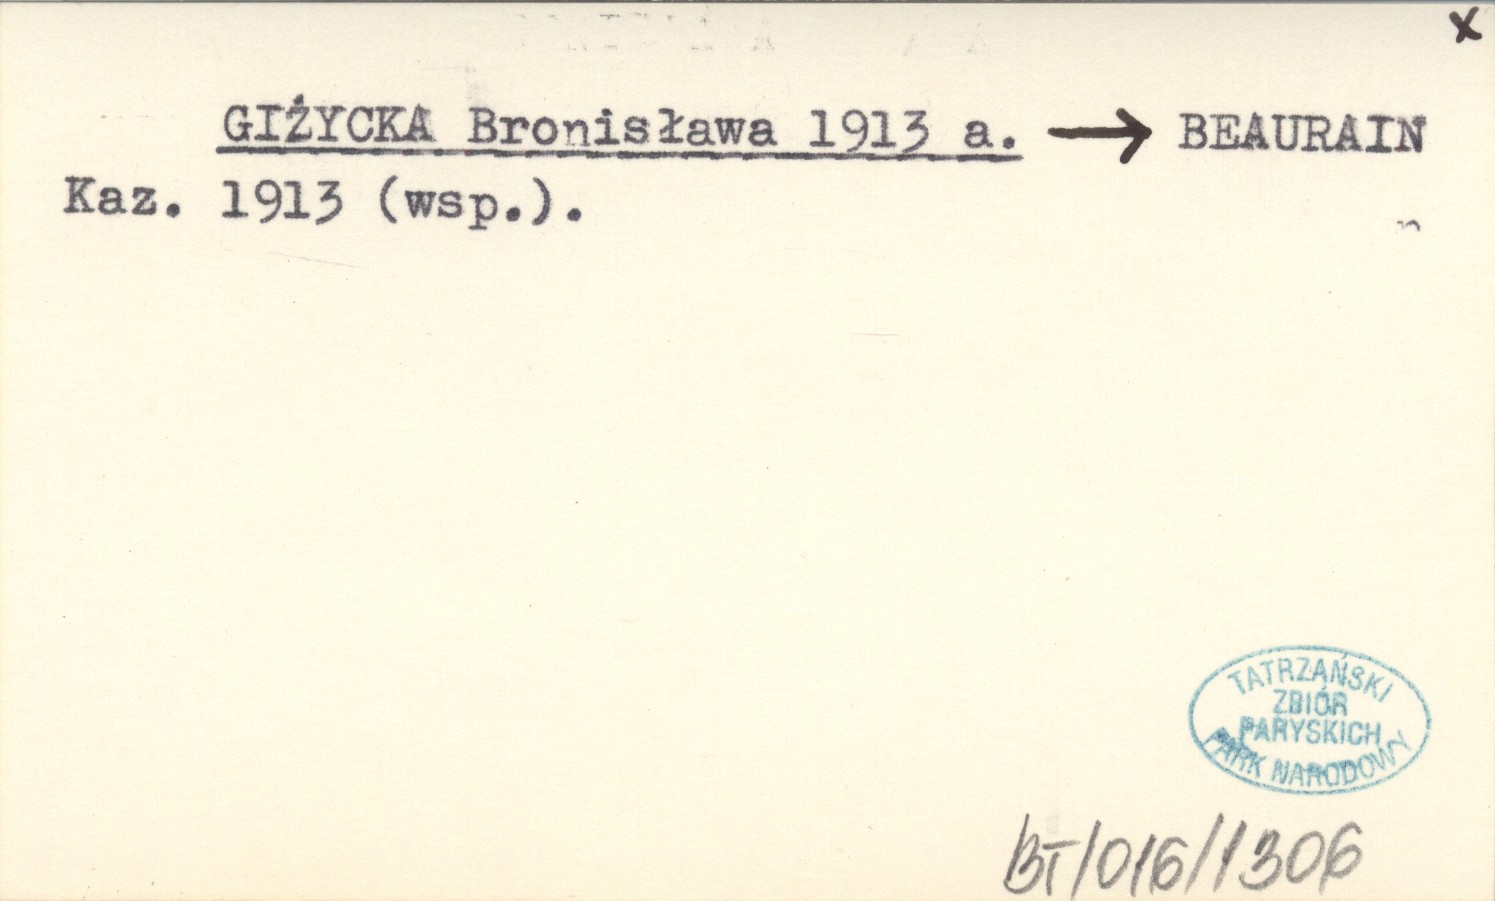 x
GIŻYCKA Bronisława 1913 a. → BEAURAIN
Kaz. 1913 (wsp.).
TATRZAŃSKI
ZBIÓR
PARYSKICH
PARK NARODOWY
BT/016/1306